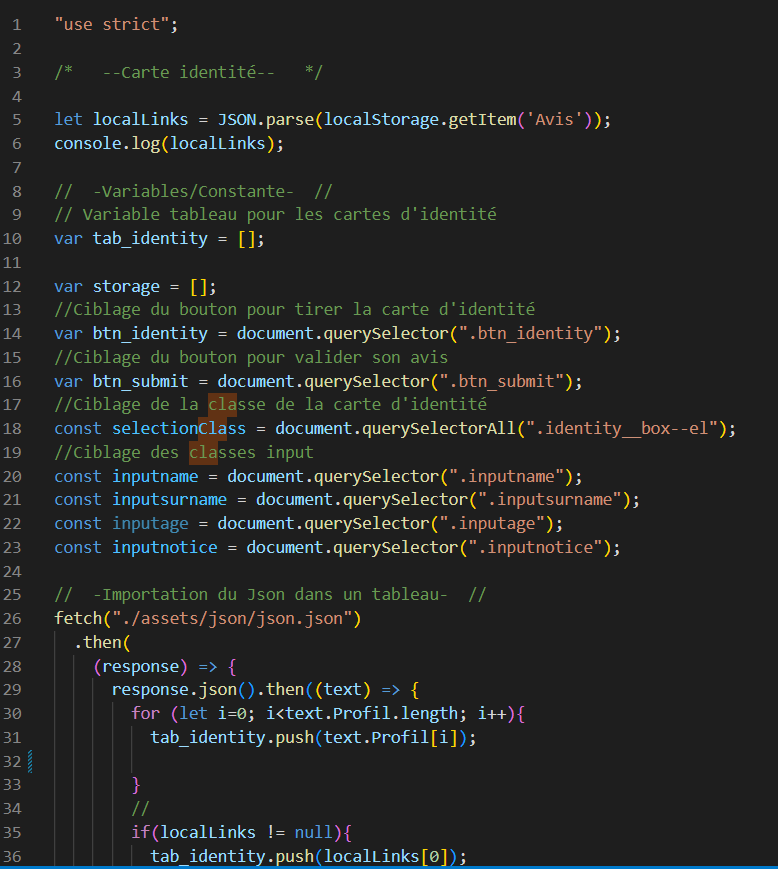 1 "use strict";
2
3 /*   --Carte identité--   */
4
5 let localLinks = JSON.parse(localStorage.getItem('Avis'));
6 console.log(localLinks);
7
8 //  -Variables/Constante-  //
9 // Variable tableau pour les cartes d'identité
10 var tab_identity = [];
11
12 var storage = [];
13 //Ciblage du bouton pour tirer la carte d'identité
14 var btn_identity = document.querySelector(".btn_identity");
15 //Ciblage du bouton pour valider son avis
16 var btn_submit = document.querySelector(".btn_submit");
17 //Ciblage de la classe de la carte d'identité
18 const selectionClass = document.querySelectorAll(".identity__box--el");
19 //Ciblage des classes input
20 const inputname = document.querySelector(".inputname");
21 const inputsurname = document.querySelector(".inputsurname");
22 const inputage = document.querySelector(".inputage");
23 const inputnotice = document.querySelector(".inputnotice");
24
25 //  -Importation du Json dans un tableau-  //
26 fetch("./assets/json/json.json")
27   .then(
28     (response) => {
29       response.json().then((text) => {
30         for (let i=0; i<text.Profil.length; i++){
31           tab_identity.push(text.Profil[i]);
32
33         }
34         //
35         if(localLinks != null){
36           tab_identity.push(localLinks[0]);